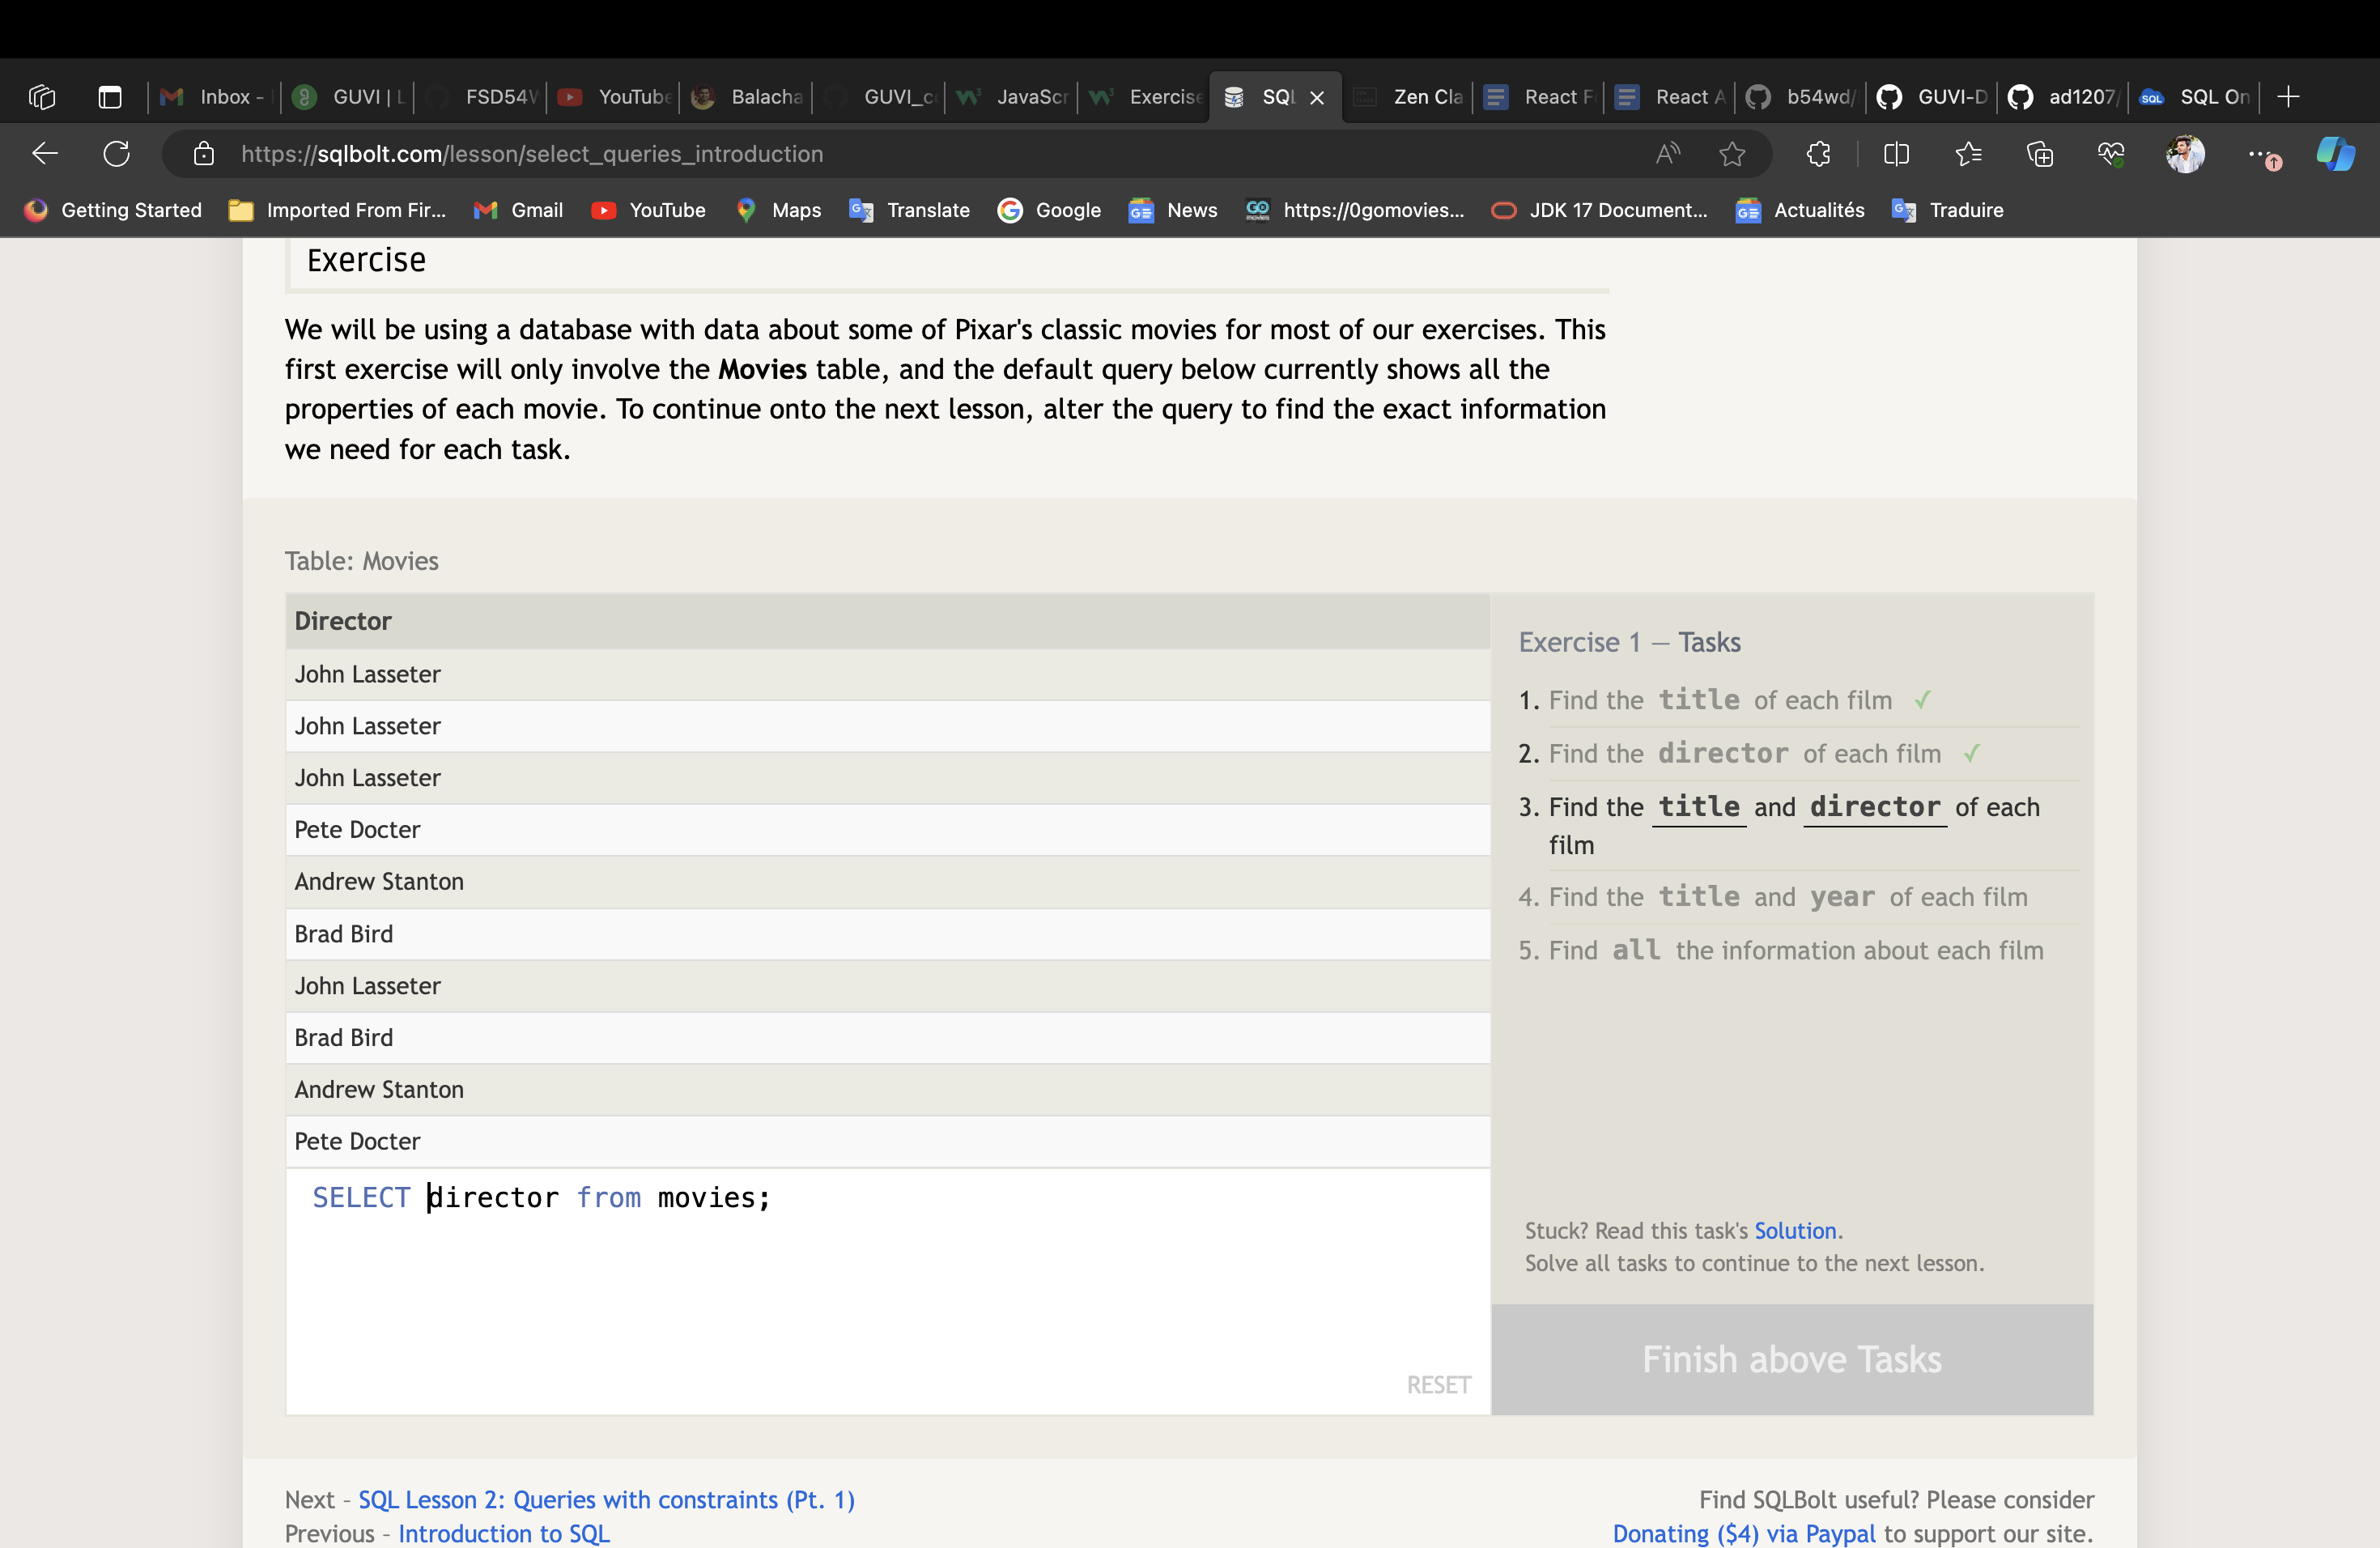 Inbox -
GUVI | L
FSD54W
YouTube
Balacha
GUVI_c
JavaScr
Exercise
SQL
Zen Cla
React F
React A
b54wd/
GUVI-D
ad1207/
SQL On
https://sqlbolt.com/lesson/select_queries_introduction
Getting Started
Imported From Fir...
Gmail
YouTube
Maps
Translate
Google
News
https://0gomovies...
JDK 17 Document...
Actualités
Traduire
Exercise
We will be using a database with data about some of Pixar's classic movies for most of our exercises. This
first exercise will only involve the Movies table, and the default query below currently shows all the
properties of each movie. To continue onto the next lesson, alter the query to find the exact information
we need for each task.
Table: Movies
Director
John Lasseter
John Lasseter
John Lasseter
Pete Docter
Andrew Stanton
Brad Bird
John Lasseter
Brad Bird
Andrew Stanton
Pete Docter
SELECT director from movies;
RESET
Exercise 1 — Tasks
1. Find the title of each film ✓
2. Find the director of each film ✓
3. Find the title and director of each
film
4. Find the title and year of each film
5. Find all the information about each film
Stuck? Read this task's Solution.
Solve all tasks to continue to the next lesson.
Finish above Tasks
Next – SQL Lesson 2: Queries with constraints (Pt. 1)
Previous – Introduction to SQL
Find SQLBolt useful? Please consider
Donating ($4) via Paypal to support our site.